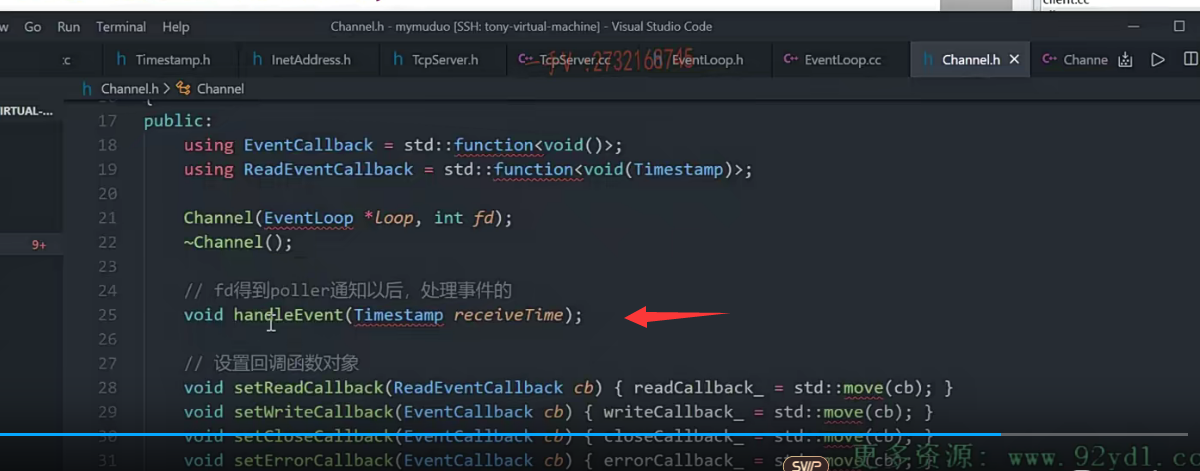 client.cc
w Go Run Terminal Help Channel.h - mymuduo [SSH: tony-virtual-machine] - Visual Studio Code
:c h Timestamp.h h InetAddress.h h TcpServer.h C++ TcpServer.cc h EventLoop.h C++ EventLoop.cc h Channel.h × C++ Channe
:2732168745
h Channel.h > Channel
IRTUAL-...
16 {
17 public:
18 using EventCallback = std::function<void()>;
19 using ReadEventCallback = std::function<void(Timestamp)>;
20
21 Channel(EventLoop *loop, int fd);
22 ~Channel();
9+
23
24 // fd得到poller通知以后，处理事件的
25 void handleEvent(Timestamp receiveTime);
26
27 // 设置回调函数对象
28 void setReadCallback(ReadEventCallback cb) { readCallback_ = std::move(cb); }
29 void setWriteCallback(EventCallback cb) { writeCallback_ = std::move(cb); }
30 void setCloseCallback(EventCallback cb) { closeCallback_ = std::move(cb); }
31 void setErrorCallback(EventCallback cb) { errorCallback_ = std::move(cb); }
SVIP
更多资源: www.92ydl.c